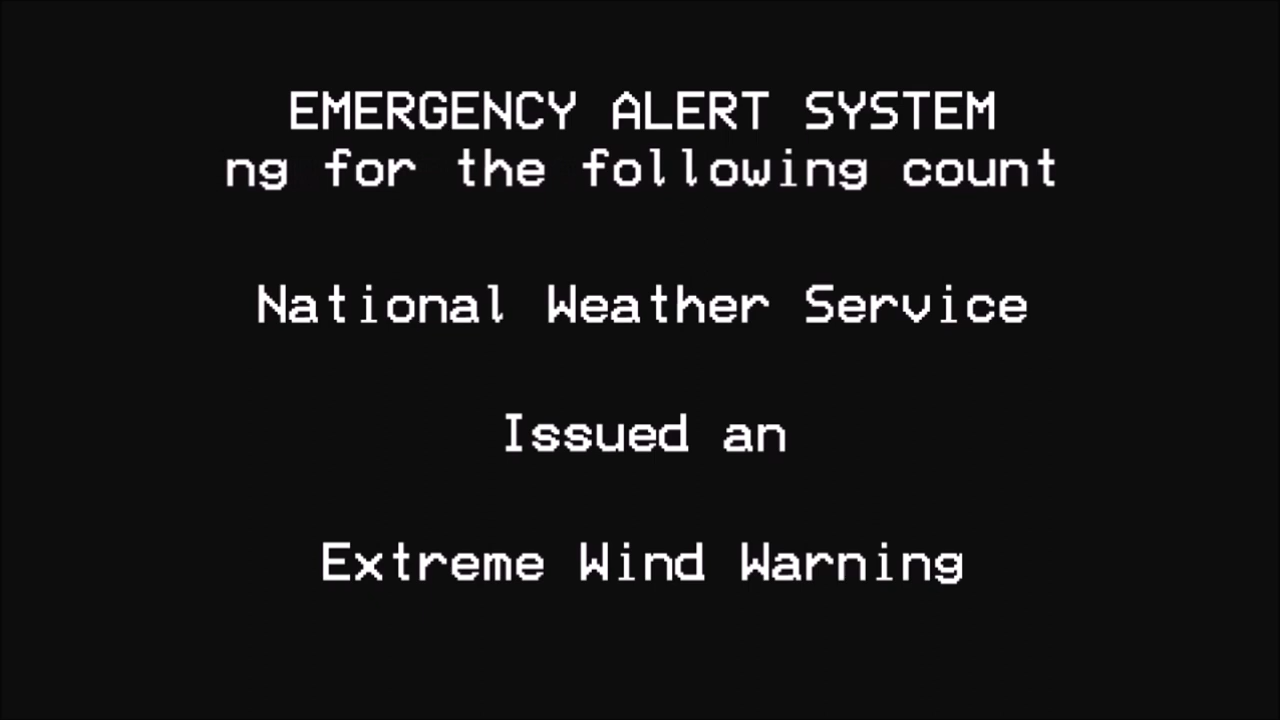 EMERGENCY ALERT SYSTEM
ng for the following count
National Weather Service
Issued an
Extreme Wind Warning